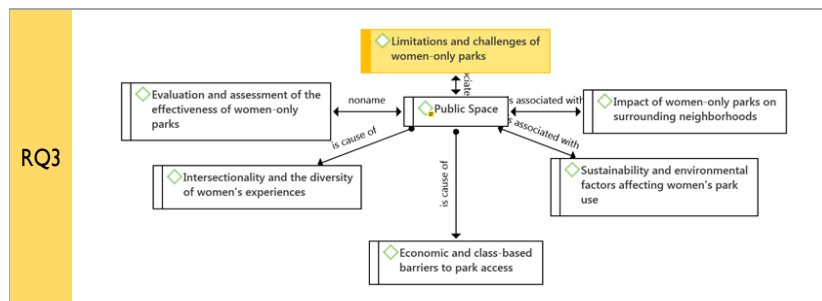 RQ3
Limitations and challenges of
women-only parks
Evaluation and assessment of the
effectiveness of women-only
parks
noname
Public Space
s associated with
Impact of women-only parks on
surrounding neighborhoods
is cause of
s associated with
Intersectionality and the diversity
of women's experiences
is cause of
Sustainability and environmental
factors affecting women's park
use
Economic and class-based
barriers to park access